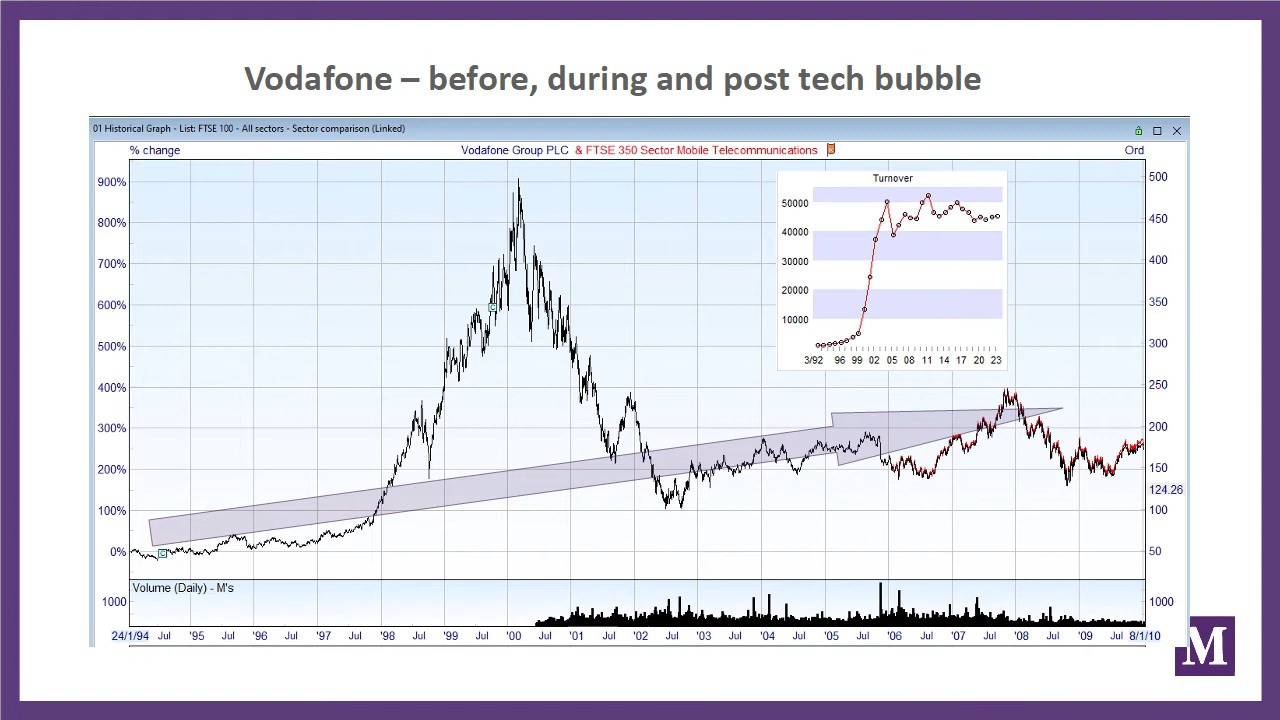 Vodafone – before, during and post tech bubble
01 Historical Graph - List: FTSE 100 - All sectors - Sector comparison (Linked)
% change
Vodafone Group PLC & FTSE 350 Sector Mobile Telecommunications
Ord
900%
800%
700%
600%
500%
400%
300%
200%
100%
0%
C
C
Turnover
50000
40000
30000
20000
10000
3/92 96 99 02 05 08 11 14 17 20 23
500
450
400
350
300
250
200
150
124.26
100
50
Volume (Daily) - M's
1000
1000
24/1/94 Jul '95 Jul '96 Jul '97 Jul '98 Jul '99 Jul '00 Jul '01 Jul '02 Jul '03 Jul '04 Jul '05 Jul '06 Jul '07 Jul '08 Jul '09 Jul 8/1/10
M